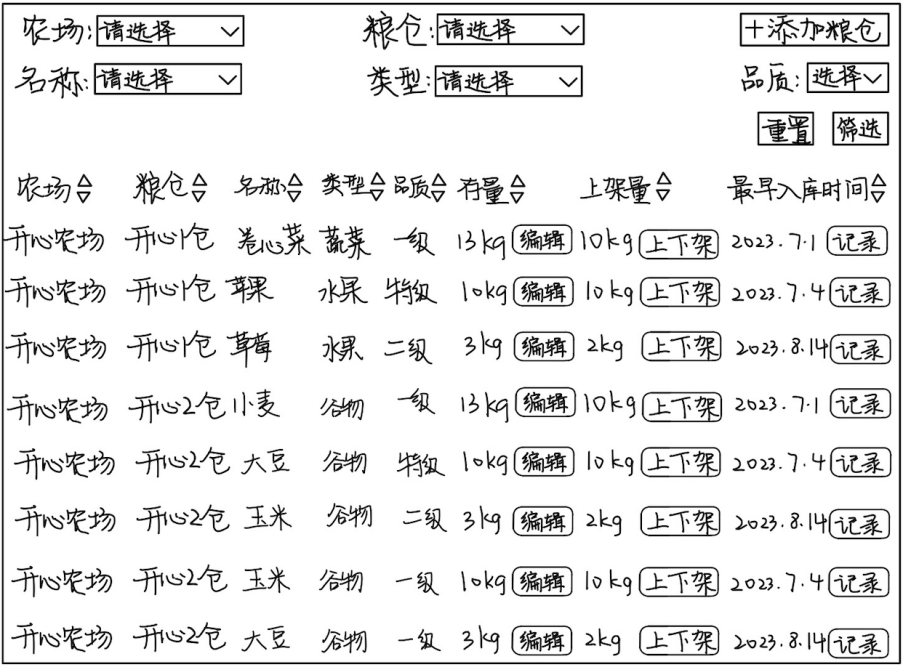 农场: 请选择 粮仓: 请选择 +添加粮仓
名称: 请选择 类型: 请选择 品质: 选择
重置 筛选
农场 粮仓 名称 类型 品质 存量 上架量 最早入库时间
开心农场 开心1仓 卷心菜 蔬菜 一级 13kg 编辑 10kg 上下架 2023.7.1 记录
开心农场 开心1仓 苹果 水果 特级 10kg 编辑 10kg 上下架 2023.7.4 记录
开心农场 开心1仓 草莓 水果 二级 3kg 编辑 2kg 上下架 2023.8.14 记录
开心农场 开心2仓 小麦 谷物 一级 13kg 编辑 10kg 上下架 2023.7.1 记录
开心农场 开心2仓 大豆 谷物 特级 10kg 编辑 10kg 上下架 2023.7.4 记录
开心农场 开心2仓 玉米 谷物 二级 3kg 编辑 2kg 上下架 2023.8.14 记录
开心农场 开心2仓 玉米 谷物 一级 10kg 编辑 10kg 上下架 2023.7.4 记录
开心农场 开心2仓 大豆 谷物 一级 3kg 编辑 2kg 上下架 2023.8.14 记录